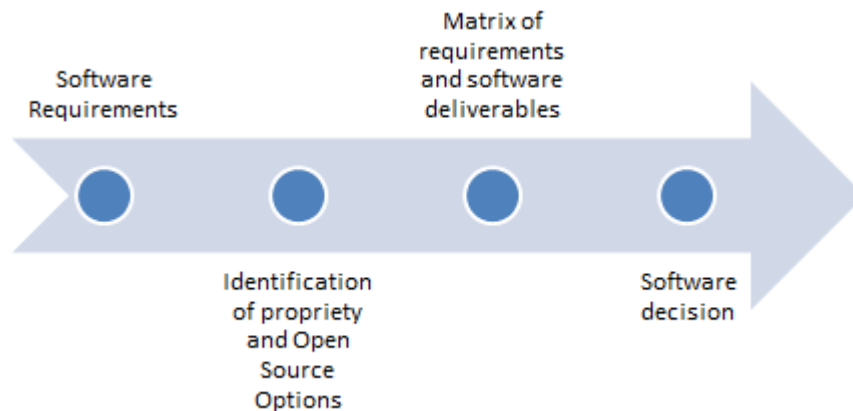 Software
Requirements
Identification
of propriety
and Open
Source
Options
Matrix of
requirements
and software
deliverables
Software
decision